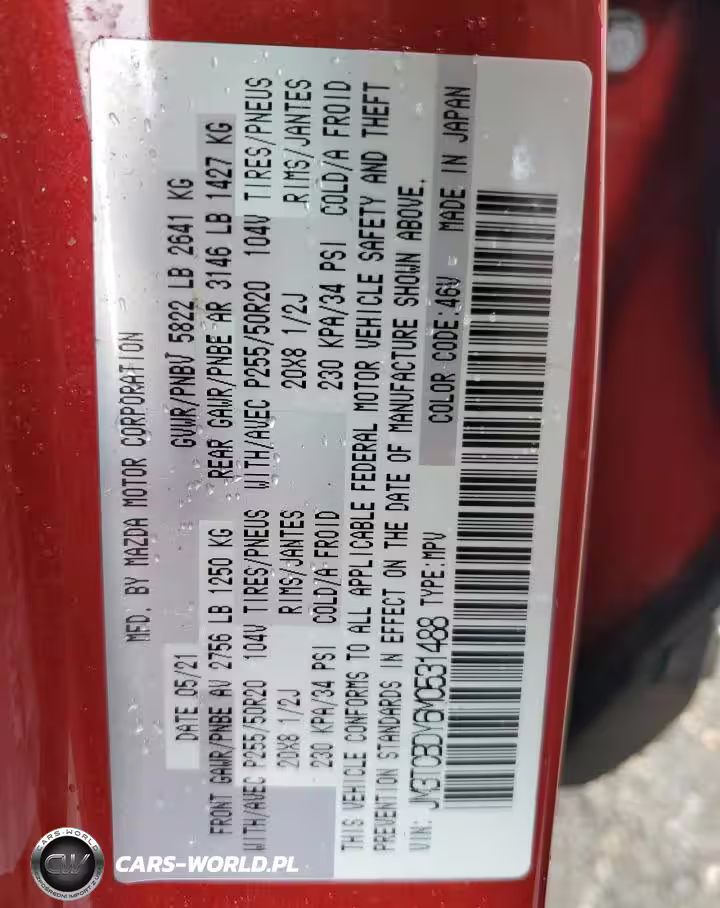 MFD. BY MAZDA MOTOR CORPORATION
DATE 05/21 GVWR/PNBV 5822 LB 2641 KG
FRONT GAWR/PNBE AV 2756 LB 1250 KG REAR GAWR/PNBE AR 3146 LB 1427 KG
WITH/AVEC P255/50R20 104V TIRES/PNEUS WITH/AVEC P255/50R20 104V TIRES/PNEUS
20X8 1/2J RIMS/JANTES 20X8 1/2J RIMS/JANTES
230 KPA/34 PSI COLD/A FROID 230 KPA/34 PSI COLD/A FROID
THIS VEHICLE CONFORMS TO ALL APPLICABLE FEDERAL MOTOR VEHICLE SAFETY AND THEFT
PREVENTION STANDARDS IN EFFECT ON THE DATE OF MANUFACTURE SHOWN ABOVE.
VIN: JM3TCBDY6M0531488 TYPE:MPV COLOR CODE:46V MADE IN JAPAN
CARS-WORLD
CW
CARS-WORLD.PL